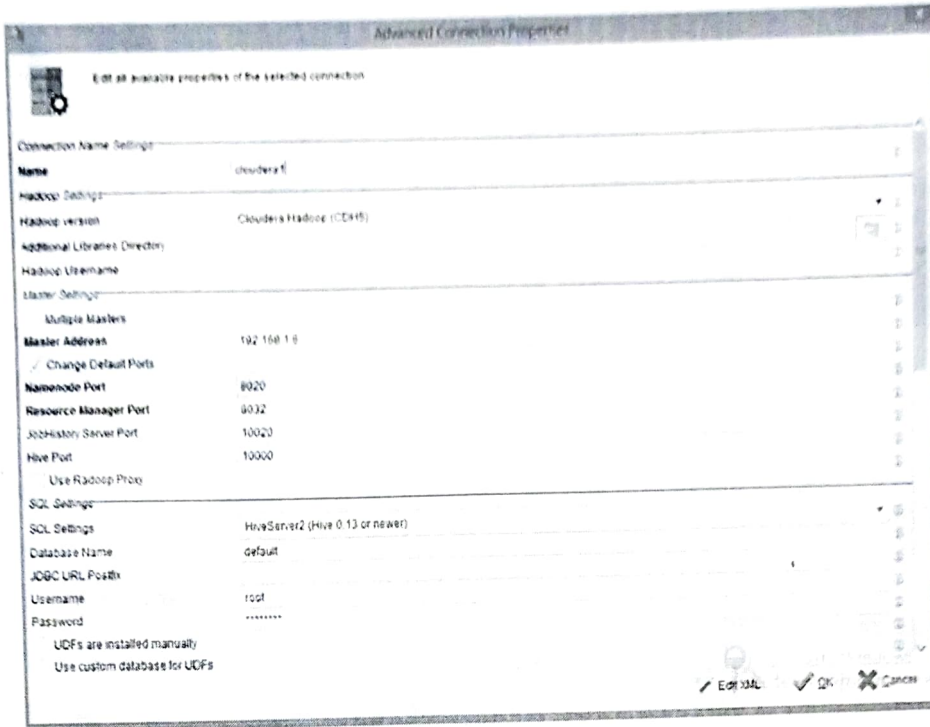 Advanced Connection Properties
Edit all available properties of the selected connection
Connection Name Settings
Name cloudera1
Hadoop Settings
Hadoop version Cloudera Hadoop (CDH5)
Additional Libraries Directory
Hadoop Username
Master Settings
Multiple Masters
Master Address 192.168.1.6
Change Default Ports
Namenode Port 8020
Resource Manager Port 8032
JobHistory Server Port 10020
Hive Port 10000
Use Radoop Proxy
SQL Settings
SQL Settings HiveServer2 (Hive 0.13 or newer)
Database Name default
JDBC URL Postfix
Username root
Password ••••••••
UDFs are installed manually
Use custom database for UDFs
Edit XML OK Cancel